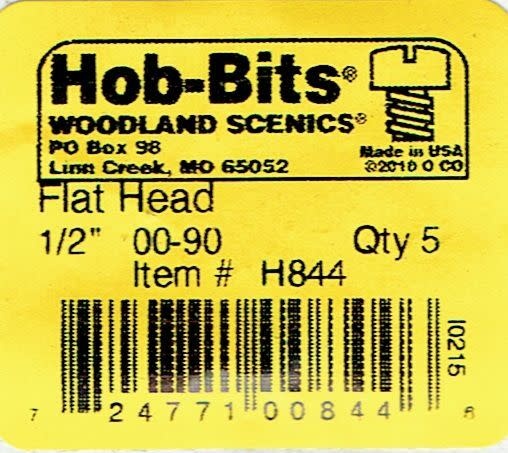 Hob-Bits®
WOODLAND SCENICS®
PO Box 98
Linn Creek, MO 65052
Made in USA
©2010 O CO
Flat Head
1/2" 00-90 Qty 5
Item # H844
I0215
7 24771 00844 6